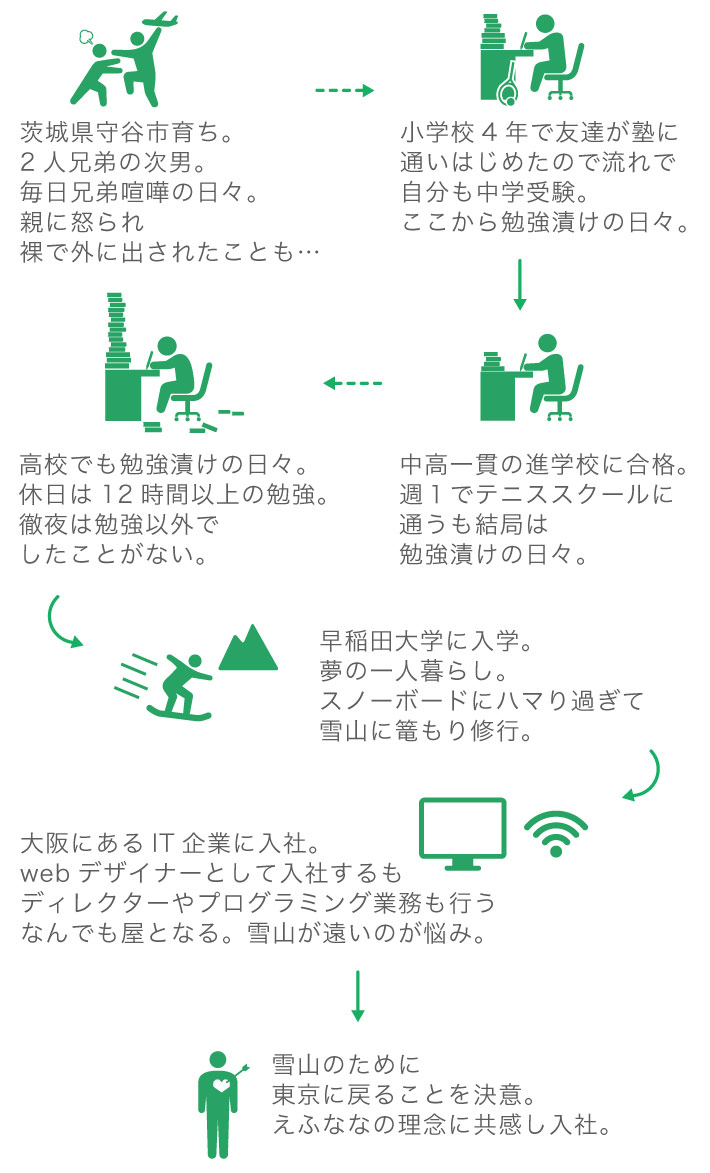 茨城県守谷市育ち。
2人兄弟の次男。
毎日兄弟喧嘩の日々。
親に怒られ
裸で外に出されたことも…
小学校4年で友達が塾に
通いはじめたので流れで
自分も中学受験。
ここから勉強漬けの日々。
中高一貫の進学校に合格。
週1でテニススクールに
通うも結局は
勉強漬けの日々。
高校でも勉強漬けの日々。
休日は12時間以上の勉強。
徹夜は勉強以外で
したことがない。
早稲田大学に入学。
夢の一人暮らし。
スノーボードにハマり過ぎて
雪山に篭もり修行。
大阪にあるIT企業に入社。
webデザイナーとして入社するも
ディレクターやプログラミング業務も行う
なんでも屋となる。雪山が遠いのが悩み。
雪山のために
東京に戻ることを決意。
えふななの理念に共感し入社。